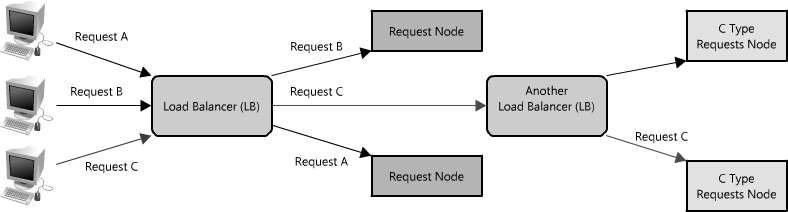 Request A
Request B
Request C
Load Balancer (LB)
Request B
Request C
Request A
Request Node
Request Node
Another
Load Balancer (LB)
Request C
C Type
Requests Node
C Type
Requests Node